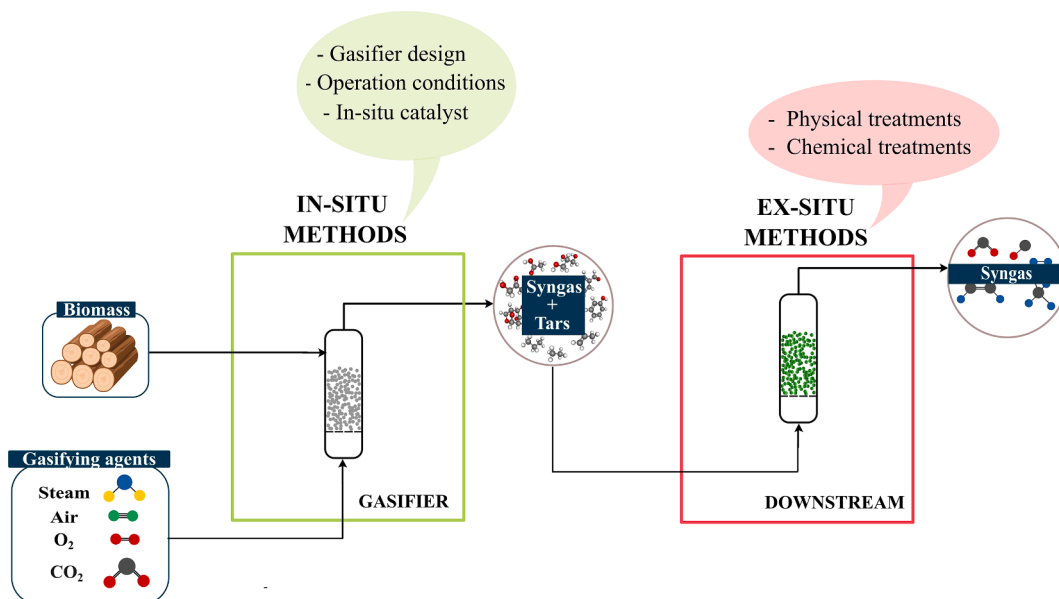 - Gasifier design
- Operation conditions
- In-situ catalyst
- Physical treatments
- Chemical treatments
IN-SITU
METHODS
EX-SITU
METHODS
Biomass
Syngas
+
Tars
Syngas
Gasifying agents
Steam
Air
O₂
CO₂
GASIFIER
DOWNSTREAM
-